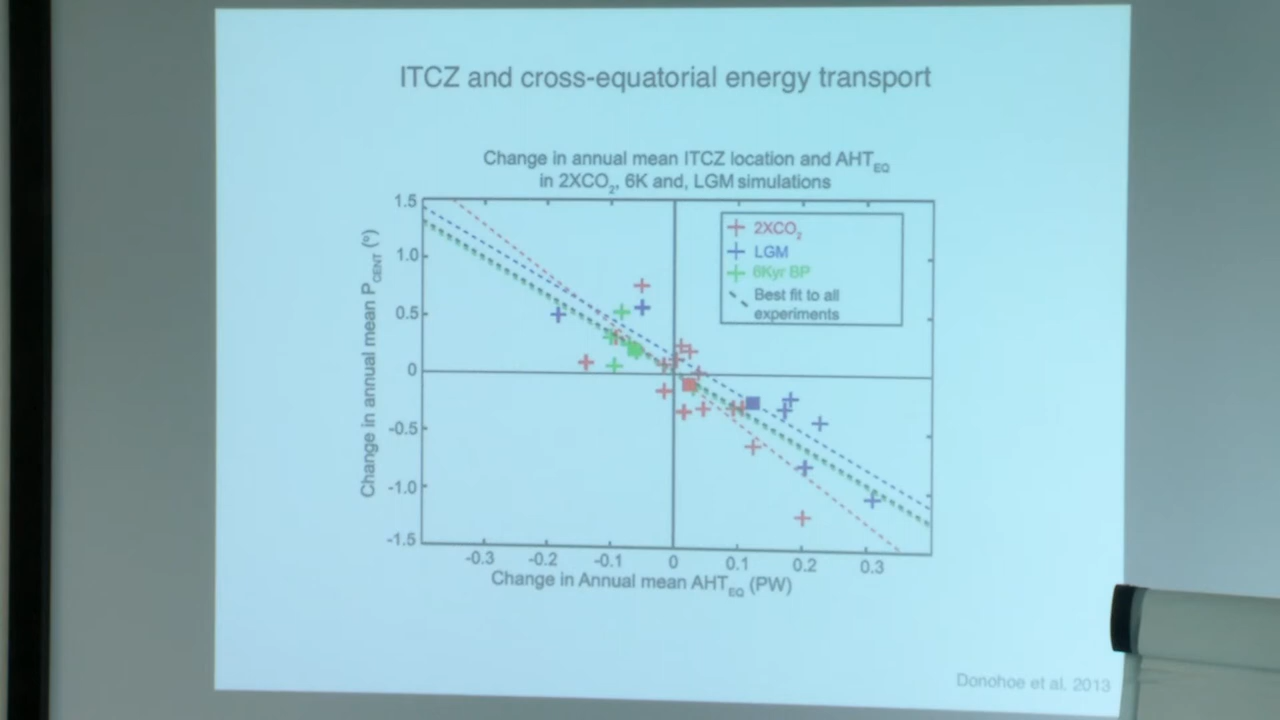 ITCZ and cross-equatorial energy transport
Change in annual mean ITCZ location and AHT_EQ
in 2XCO₂, 6K and, LGM simulations
1.5
1.0
0.5
0
-0.5
-1.0
-1.5
Change in annual mean P_CENT (°)
2XCO₂
LGM
6Kyr BP
Best fit to all
experiments
-0.3 -0.2 -0.1 0 0.1 0.2 0.3
Change in Annual mean AHT_EQ (PW)
Donohoe et al. 2013